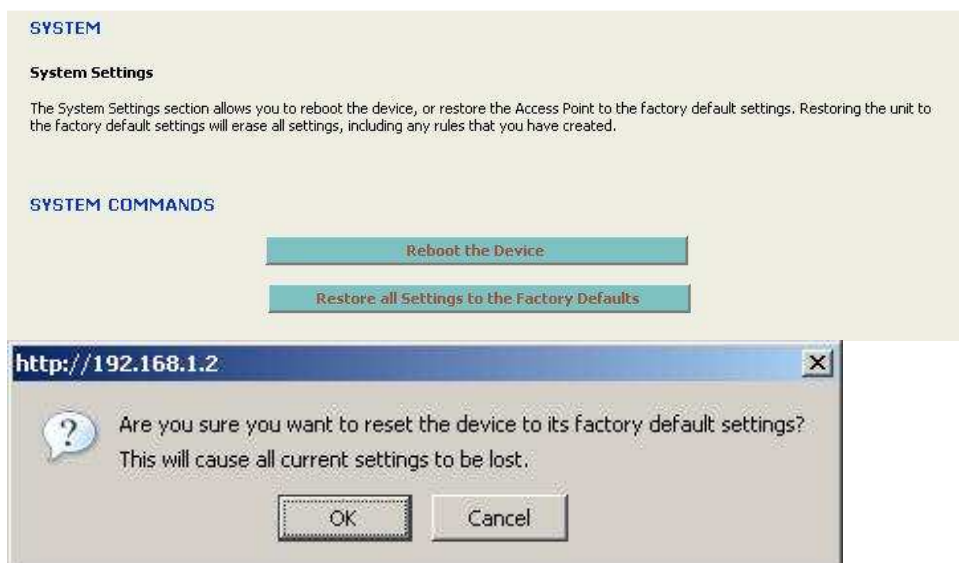 SYSTEM
System Settings
The System Settings section allows you to reboot the device, or restore the Access Point to the factory default settings. Restoring the unit to
the factory default settings will erase all settings, including any rules that you have created.
SYSTEM COMMANDS
Reboot the Device
Restore all Settings to the Factory Defaults
http://192.168.1.2
Are you sure you want to reset the device to its factory default settings?
This will cause all current settings to be lost.
OK Cancel